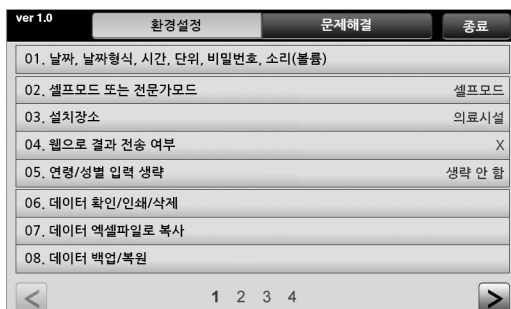 ver 1.0 환경설정 문제해결 종료
01. 날짜, 날짜형식, 시간, 단위, 비밀번호, 소리(볼륨)
02. 셀프모드 또는 전문가모드 셀프모드
03. 설치장소 의료시설
04. 웹으로 결과 전송 여부 X
05. 연령/성별 입력 생략 생략 안 함
06. 데이터 확인/인쇄/삭제
07. 데이터 엑셀파일로 복사
08. 데이터 백업/복원
< 1 2 3 4 >